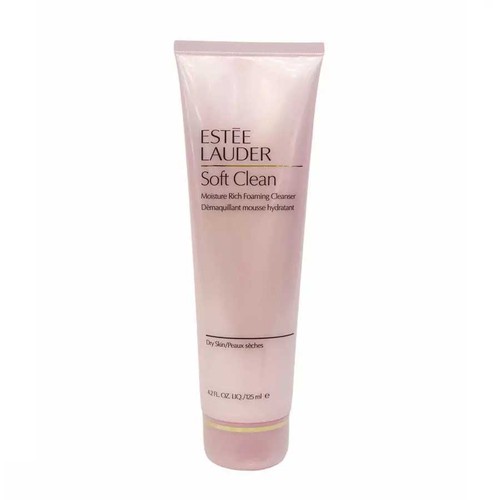 ESTĒE
LAUDER
Soft Clean
Moisture Rich Foaming Cleanser
Démaquillant mousse hydratant
Dry Skin/Peaux sèches
4.2 FL. OZ. LIQ./125 ml ℮